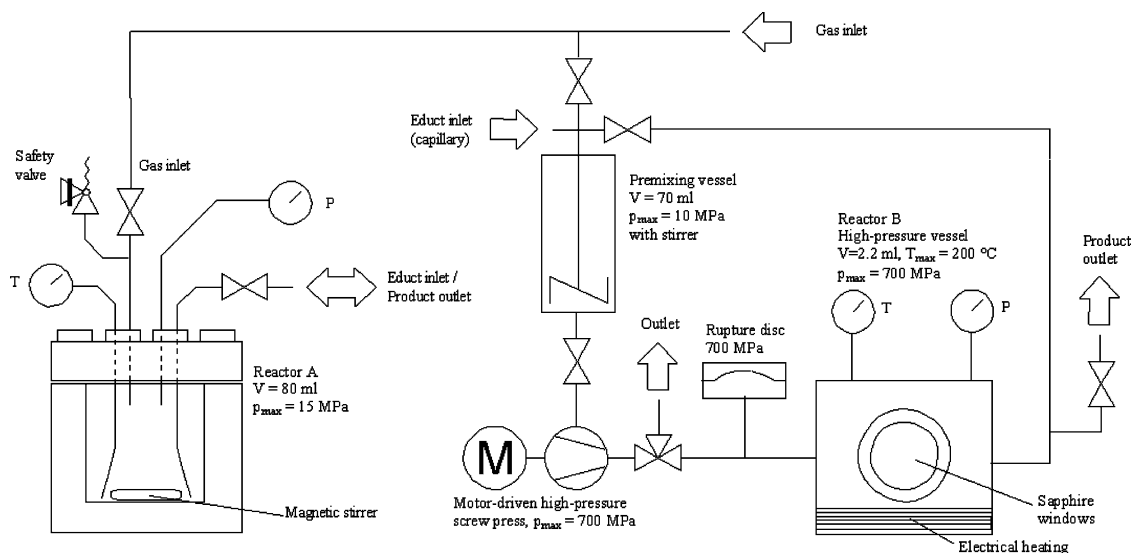 Gas inlet
Educt inlet
(capillary)
Safety
valve
Gas inlet
P
Premixing vessel
V = 70 ml
pmax = 10 MPa
with stirrer
Reactor B
High-pressure vessel
V=2.2 ml, Tmax = 200 °C
pmax = 700 MPa
Product
outlet
T
Educt inlet /
Product outlet
T
P
Outlet
Rupture disc
700 MPa
Reactor A
V = 80 ml
pmax = 15 MPa
M
Motor-driven high-pressure
screw press, pmax = 700 MPa
Magnetic stirrer
Sapphire
windows
Electrical heating